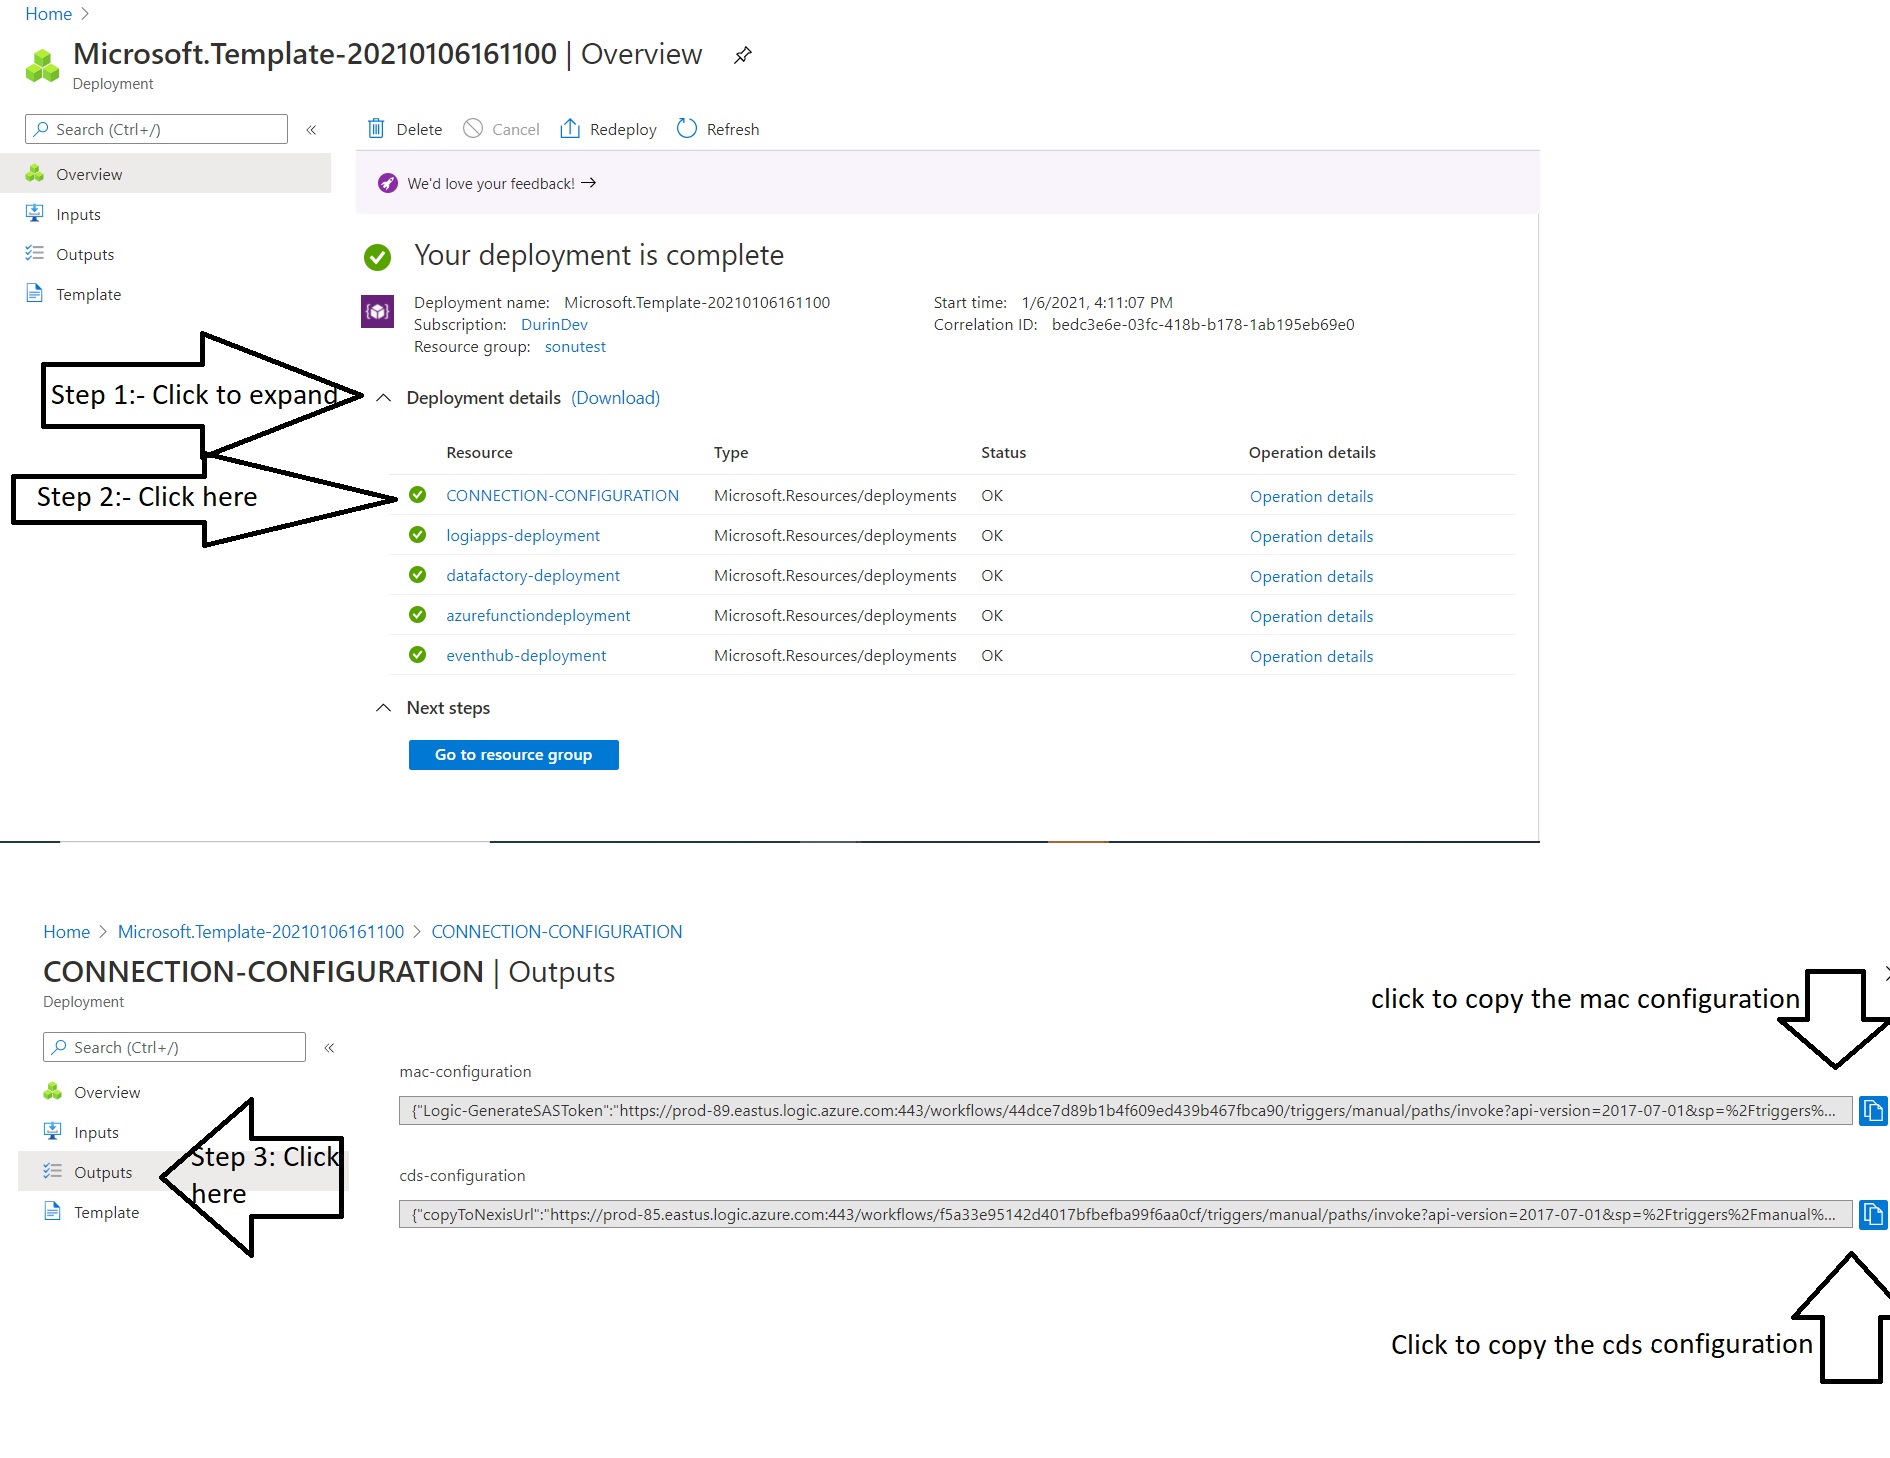 Home >
Microsoft.Template-20210106161100 | Overview
Deployment
Search (Ctrl+/) «
Delete Cancel Redeploy Refresh
Overview
We'd love your feedback! →
Inputs
Outputs
Template
Your deployment is complete
Deployment name: Microsoft.Template-20210106161100 Start time: 1/6/2021, 4:11:07 PM
Subscription: DurinDev Correlation ID: bedc3e6e-03fc-418b-b178-1ab195eb69e0
Resource group: sonutest
Step 1:- Click to expand
Deployment details (Download)
Resource Type Status Operation details
Step 2:- Click here
CONNECTION-CONFIGURATION Microsoft.Resources/deployments OK Operation details
logiapps-deployment Microsoft.Resources/deployments OK Operation details
datafactory-deployment Microsoft.Resources/deployments OK Operation details
azurefunctiondeployment Microsoft.Resources/deployments OK Operation details
eventhub-deployment Microsoft.Resources/deployments OK Operation details
Next steps
Go to resource group
Home > Microsoft.Template-20210106161100 > CONNECTION-CONFIGURATION
CONNECTION-CONFIGURATION | Outputs
Deployment
click to copy the mac configuration
Search (Ctrl+/) «
mac-configuration
Overview
{"Logic-GenerateSASToken":"https://prod-89.eastus.logic.azure.com:443/workflows/44dce7d89b1b4f609ed439b467fbca90/triggers/manual/paths/invoke?api-version=2017-07-01&sp=%2Ftriggers%...
Inputs
Step 3: Click
here
Outputs
cds-configuration
Template
{"copyToNexisUrl":"https://prod-85.eastus.logic.azure.com:443/workflows/f5a33e95142d4017bfbefba99f6aa0cf/triggers/manual/paths/invoke?api-version=2017-07-01&sp=%2Ftriggers%2Fmanual%...
Click to copy the cds configuration